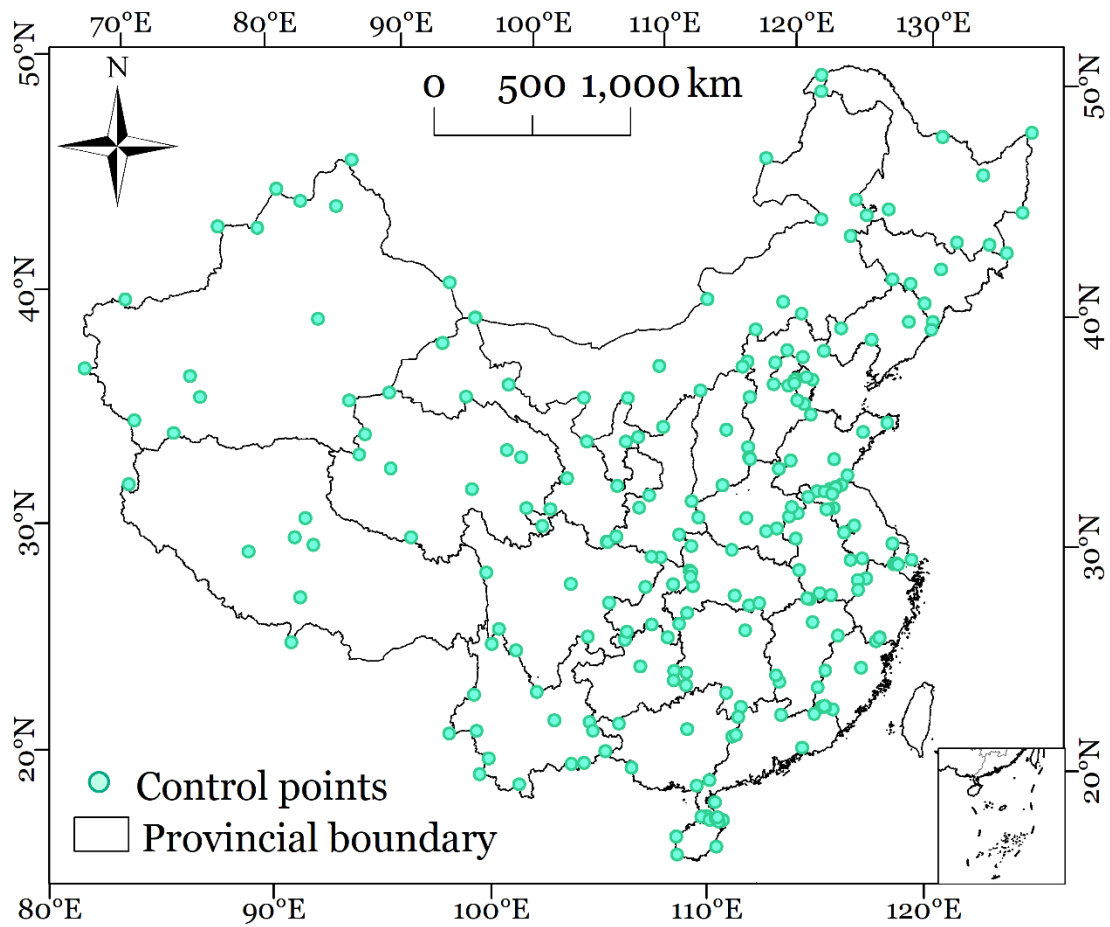 70°E 80°E 90°E 100°E 110°E 120°E 130°E
50°N
N
0 500 1,000 km
50°N
40°N
40°N
30°N
30°N
20°N
20°N
Control points
Provincial boundary
80°E 90°E 100°E 110°E 120°E